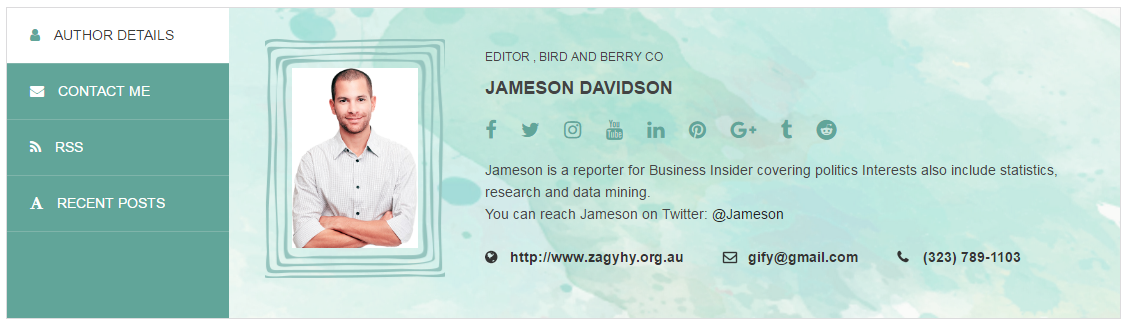 AUTHOR DETAILS
CONTACT ME
RSS
RECENT POSTS
EDITOR , BIRD AND BERRY CO
JAMESON DAVIDSON
You
Tube
Jameson is a reporter for Business Insider covering politics Interests also include statistics,
research and data mining.
You can reach Jameson on Twitter: @Jameson
http://www.zagyhy.org.au gify@gmail.com (323) 789-1103